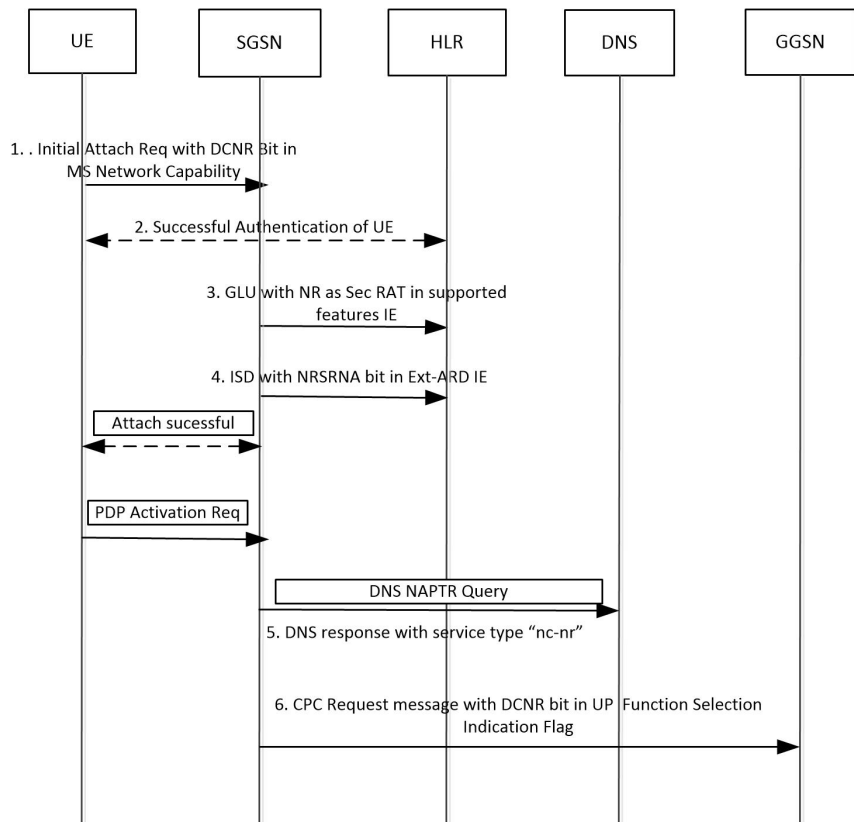 UE
SGSN
HLR
DNS
GGSN
1. . Initial Attach Req with DCNR Bit in
MS Network Capability
2. Successful Authentication of UE
3. GLU with NR as Sec RAT in supported
features IE
4. ISD with NRSRNA bit in Ext-ARD IE
Attach sucessful
PDP Activation Req
DNS NAPTR Query
5. DNS response with service type “nc-nr”
6. CPC Request message with DCNR bit in UP Function Selection
Indication Flag